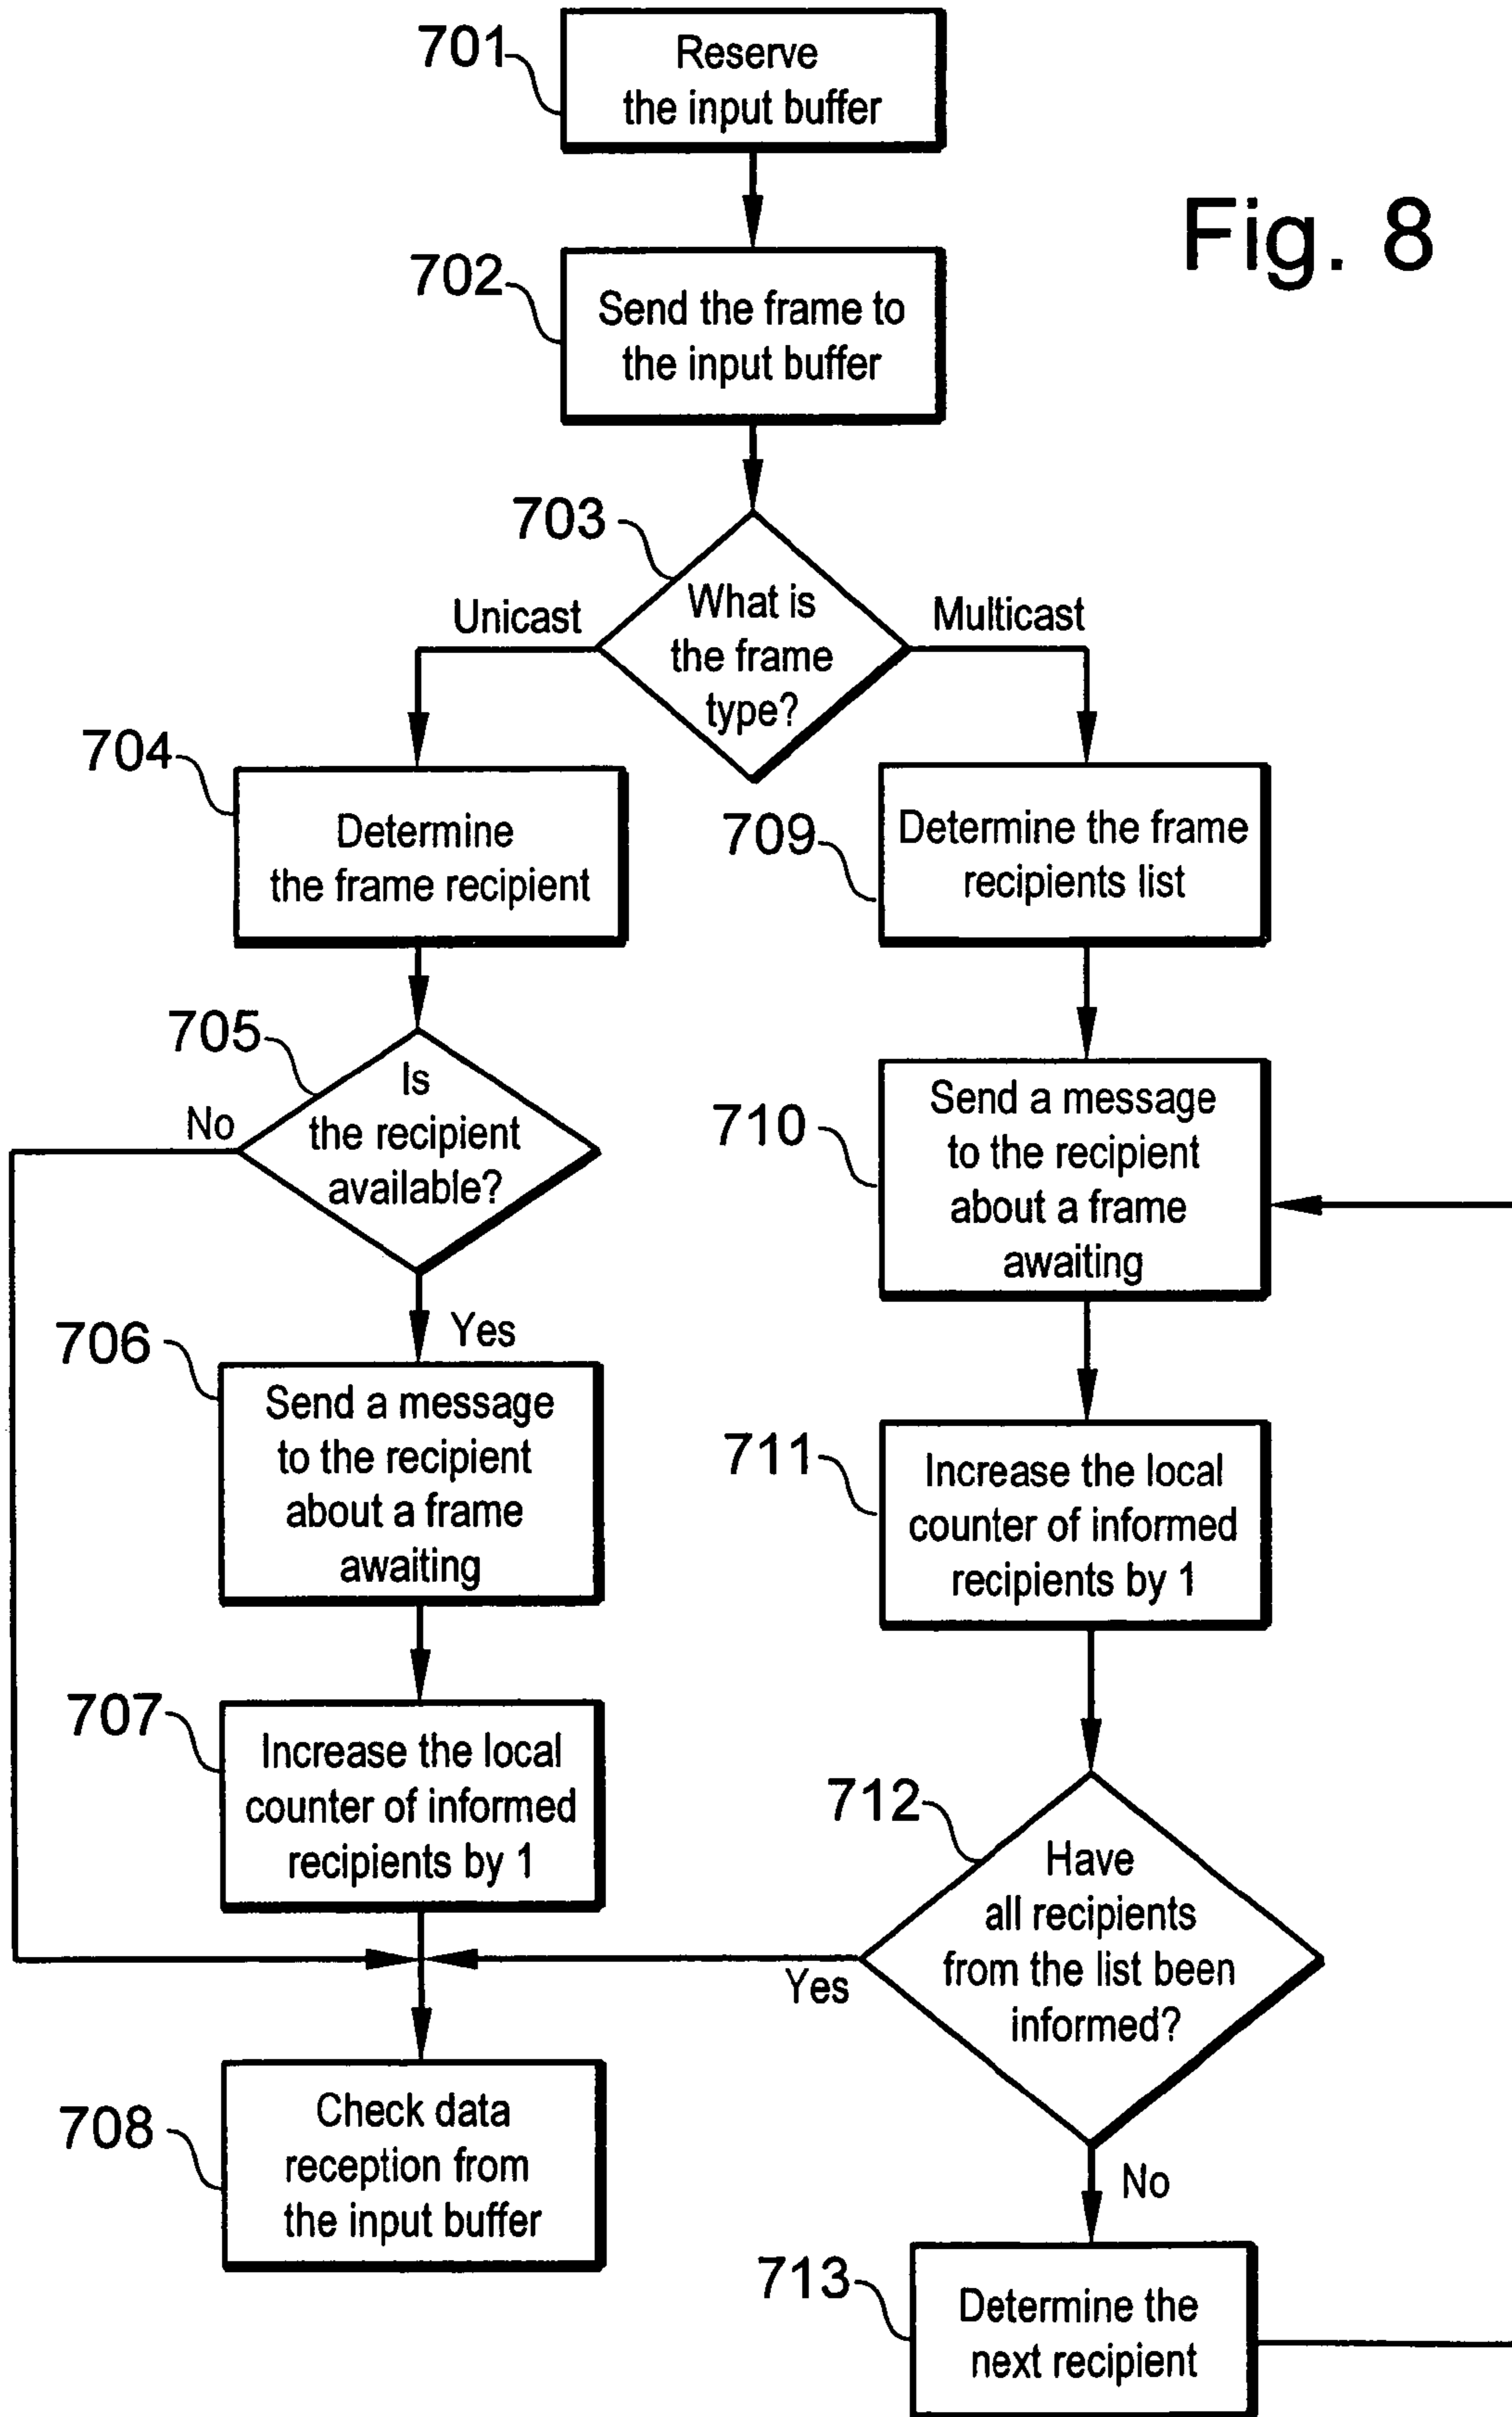 701
Reserve
the input buffer
Fig. 8
702
Send the frame to
the input buffer
703
What is
the frame
type?
Unicast
Multicast
704
Determine
the frame recipient
709
Determine the frame
recipients list
705
Is
the recipient
available?
No
Yes
710
Send a message
to the recipient
about a frame
awaiting
706
Send a message
to the recipient
about a frame
awaiting
711
Increase the local
counter of informed
recipients by 1
707
Increase the local
counter of informed
recipients by 1
712
Have
all recipients
from the list been
informed?
Yes
No
708
Check data
reception from
the input buffer
713
Determine the
next recipient